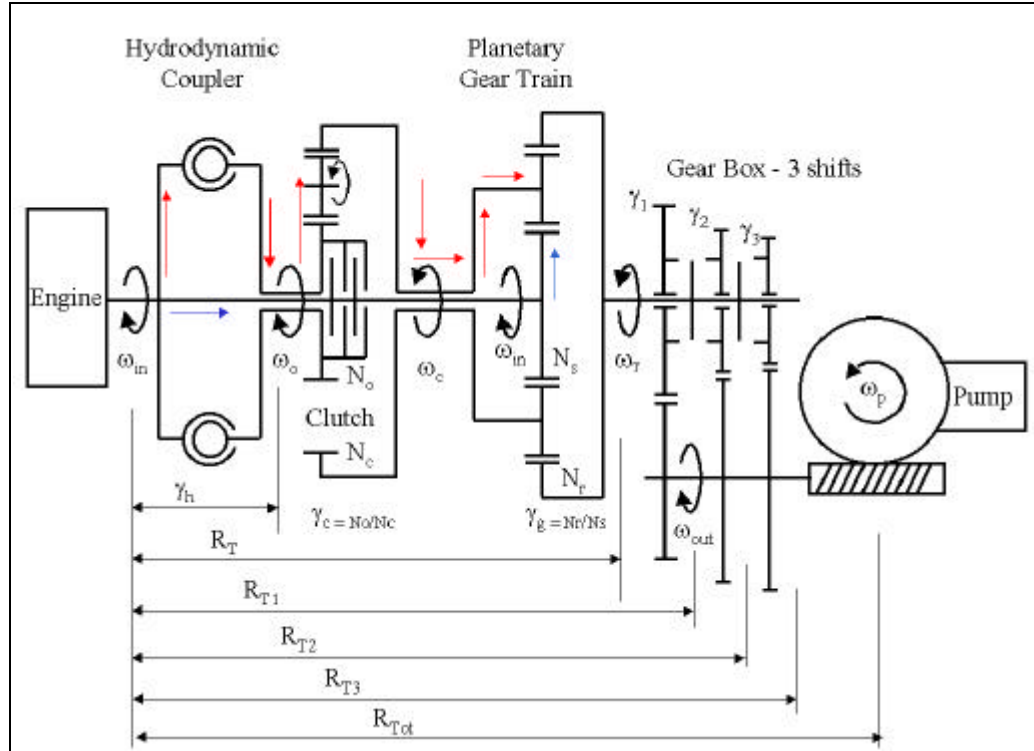 Hydrodynamic
Coupler
Planetary
Gear Train
Gear Box - 3 shifts
γ1
γ2
γ3
Engine
ωin
ωo
No
Clutch
Nc
ωc
ωin
Ns
Nr
ωT
ωp
Pump
ωout
γh
γc = No/Nc
γg = Nr/Ns
RT
RT1
RT2
RT3
RTot